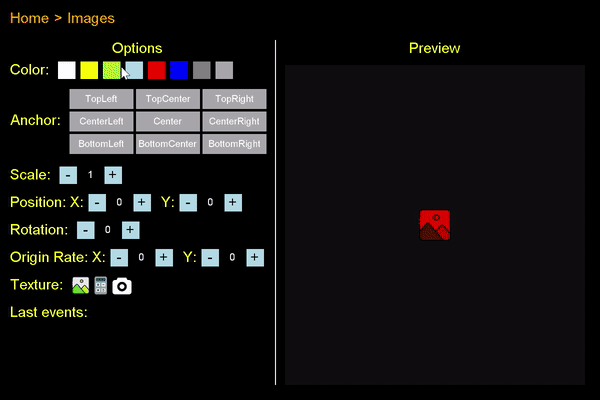 Home > Images
Options
Color:
Anchor:
TopLeft TopCenter TopRight
CenterLeft Center CenterRight
BottomLeft BottomCenter BottomRight
Scale: - 1 +
Position: X: - 0 + Y: - 0 +
Rotation: - 0 +
Origin Rate: X: - 0 + Y: - 0 +
Texture:
Last events:
Preview